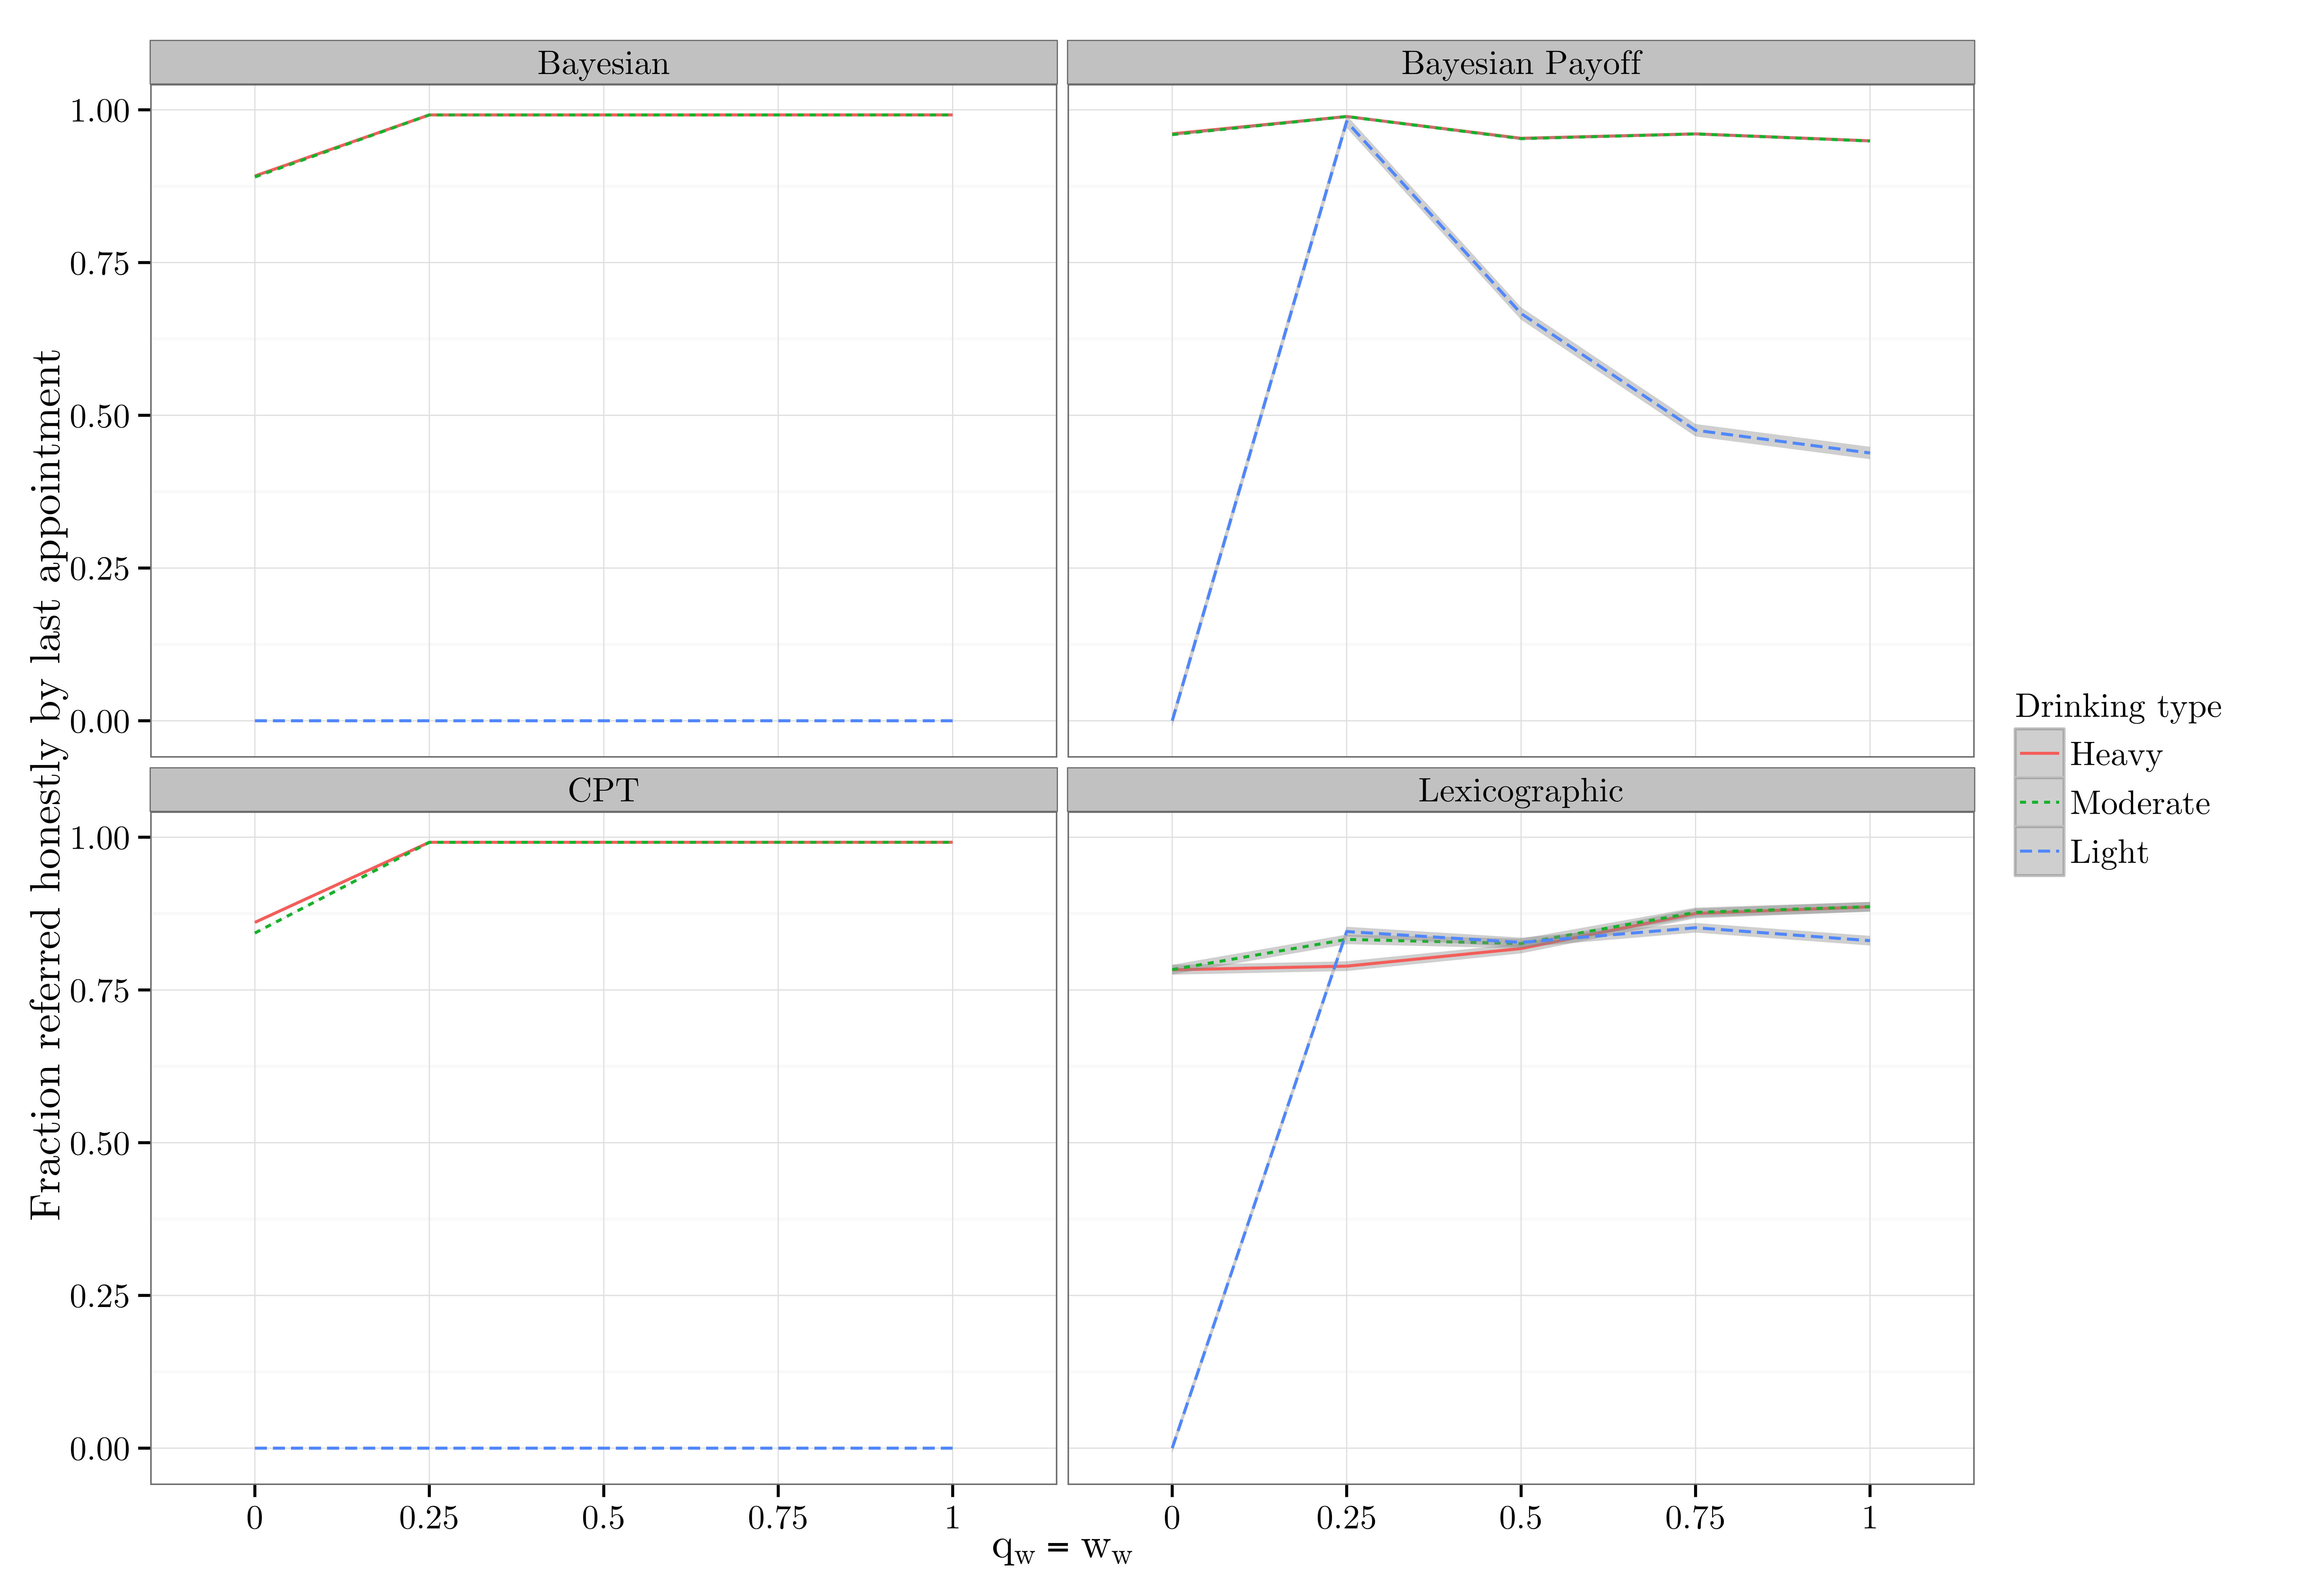 Bayesian
Bayesian Payoff
1.00
0.75
0.50
0.25
0.00
CPT
Lexicographic
1.00
0.75
0.50
0.25
0.00
0 0.25 0.5 0.75 1
0 0.25 0.5 0.75 1
q_w = w_w
Fraction referred honestly by last appointment
Drinking type
Heavy
Moderate
Light